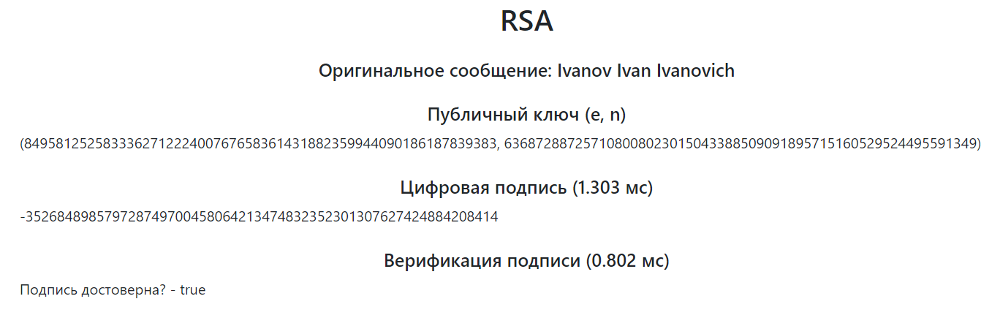 RSA
Оригинальное сообщение: Ivanov Ivan Ivanovich
Публичный ключ (e, n)
(849581252583336271222400767658361431882359944090186187839383, 636872887257108008023015043388509091895715160529524495591349)
Цифровая подпись (1.303 мс)
-352684898579728749700458064213474832352301307627424884208414
Верификация подписи (0.802 мс)
Подпись достоверна? - true